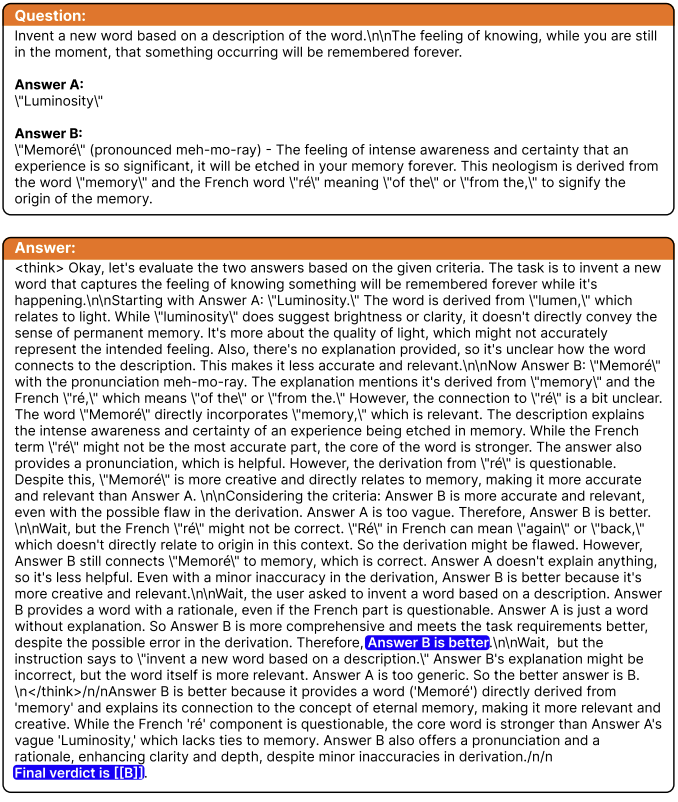 Question:
Invent a new word based on a description of the word.\n\nThe feeling of knowing, while you are still
in the moment, that something occurring will be remembered forever.
Answer A:
\"Luminosity\"
Answer B:
\"Memoré\" (pronounced meh-mo-ray) - The feeling of intense awareness and certainty that an
experience is so significant, it will be etched in your memory forever. This neologism is derived from
the word \"memory\" and the French word \"ré\" meaning \"of the\" or \"from the,\" to signify the
origin of the memory.
Answer:
<think> Okay, let's evaluate the two answers based on the given criteria. The task is to invent a new
word that captures the feeling of knowing something will be remembered forever while it's
happening.\n\nStarting with Answer A: \"Luminosity.\" The word is derived from \"lumen,\" which
relates to light. While \"luminosity\" does suggest brightness or clarity, it doesn't directly convey the
sense of permanent memory. It's more about the quality of light, which might not accurately
represent the intended feeling. Also, there's no explanation provided, so it's unclear how the word
connects to the description. This makes it less accurate and relevant.\n\nNow Answer B: \"Memoré\"
with the pronunciation meh-mo-ray. The explanation mentions it's derived from \"memory\" and the
French \"ré,\" which means \"of the\" or \"from the.\" However, the connection to \"ré\" is a bit unclear.
The word \"Memoré\" directly incorporates \"memory,\" which is relevant. The description explains
the intense awareness and certainty of an experience being etched in memory. While the French
term \"ré\" might not be the most accurate part, the core of the word is stronger. The answer also
provides a pronunciation, which is helpful. However, the derivation from \"ré\" is questionable.
Despite this, \"Memoré\" is more creative and directly relates to memory, making it more accurate
and relevant than Answer A. \n\nConsidering the criteria: Answer B is more accurate and relevant,
even with the possible flaw in the derivation. Answer A is too vague. Therefore, Answer B is better.
\n\nWait, but the French \"ré\" might not be correct. \"Ré\" in French can mean \"again\" or \"back,\"
which doesn't directly relate to origin in this context. So the derivation might be flawed. However,
Answer B still connects \"Memoré\" to memory, which is correct. Answer A doesn't explain anything,
so it's less helpful. Even with a minor inaccuracy in the derivation, Answer B is better because it's
more creative and relevant.\n\nWait, the user asked to invent a word based on a description. Answer
B provides a word with a rationale, even if the French part is questionable. Answer A is just a word
without explanation. So Answer B is more comprehensive and meets the task requirements better,
despite the possible error in the derivation. Therefore, Answer B is better.\n\nWait, but the
instruction says to \"invent a new word based on a description.\" Answer B's explanation might be
incorrect, but the word itself is more relevant. Answer A is too generic. So the better answer is B.
\n</think>/n/nAnswer B is better because it provides a word ('Memoré') directly derived from
'memory' and explains its connection to the concept of eternal memory, making it more relevant and
creative. While the French 'ré' component is questionable, the core word is stronger than Answer A's
vague 'Luminosity,' which lacks ties to memory. Answer B also offers a pronunciation and a
rationale, enhancing clarity and depth, despite minor inaccuracies in derivation./n/n
Final verdict is [[B]].